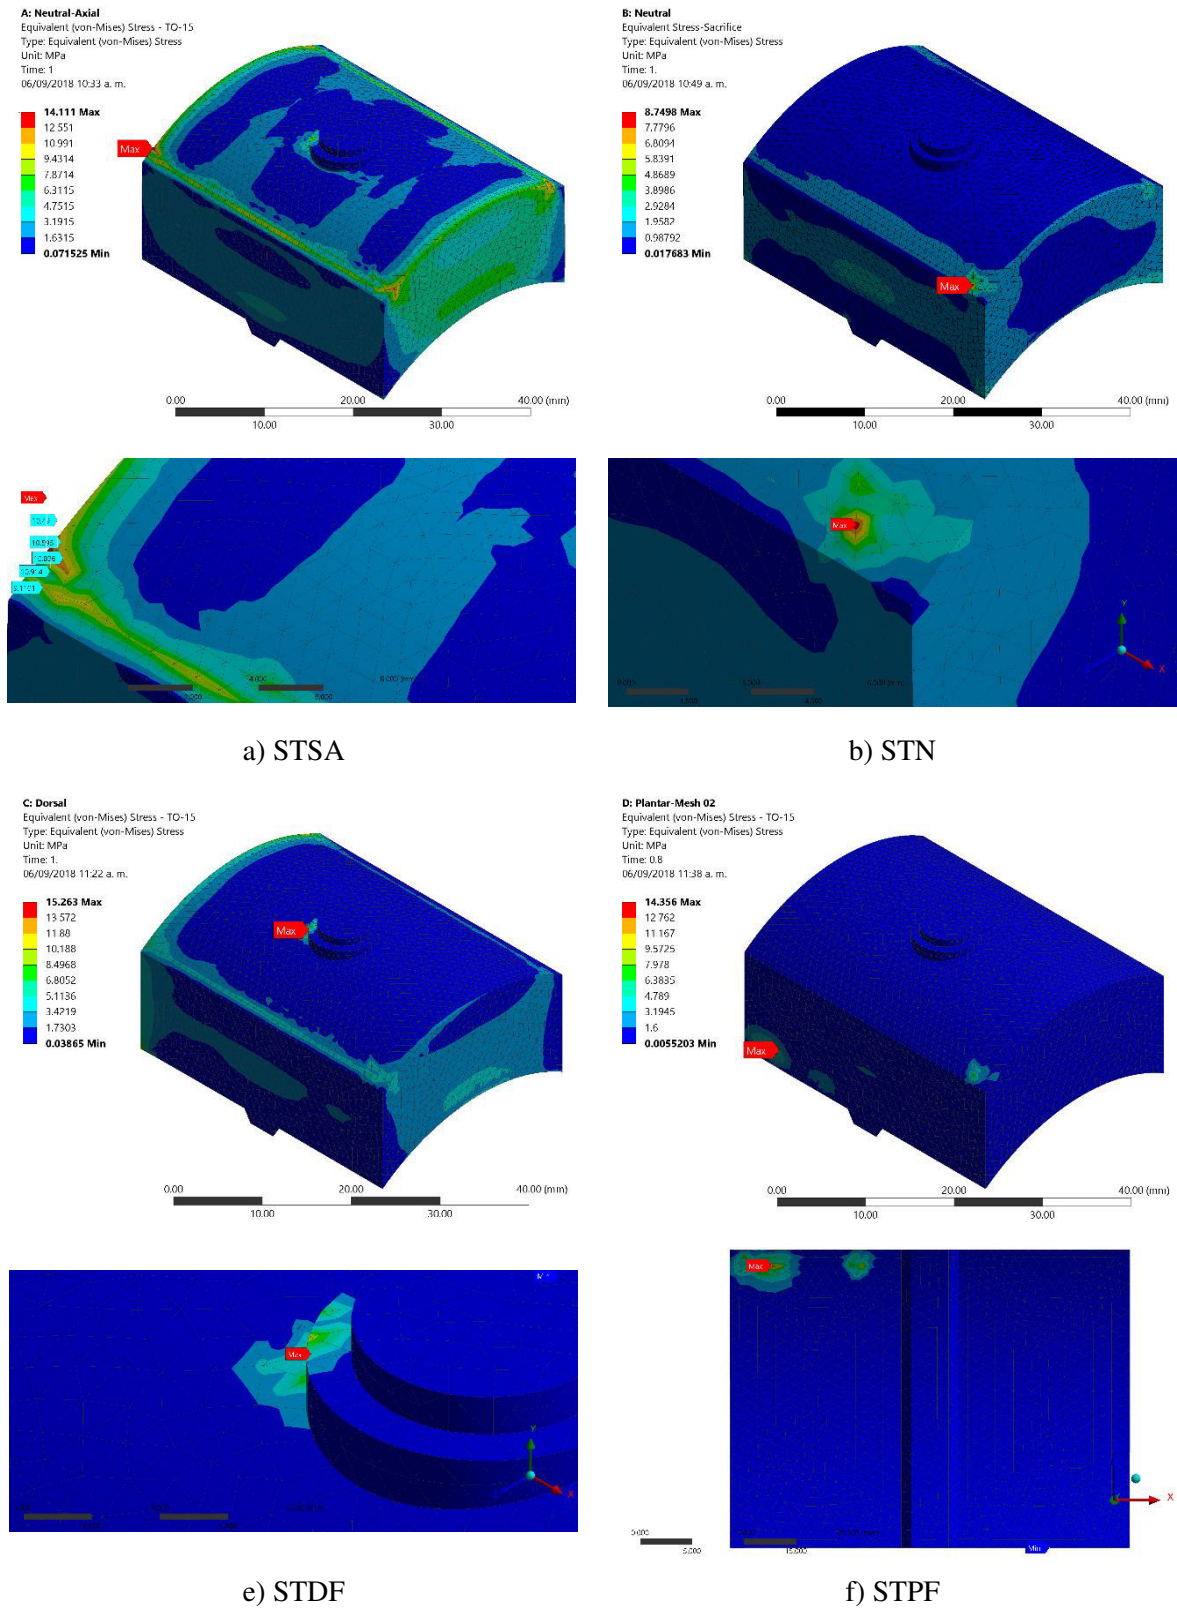 A: Neutral-Axial
Equivalent (von-Mises) Stress - TO-15
Type: Equivalent (von-Mises) Stress
Unit: MPa
Time: 1
06/09/2018 10:33 a. m.
14.111 Max
12.551
10.991
9.4314
7.8714
6.3115
4.7515
3.1915
1.6315
0.071525 Min
Max
0.00 20.00 40.00 (mm)
10.00 30.00
B: Neutral
Equivalent Stress-Sacrifice
Type: Equivalent (von-Mises) Stress
Unit: MPa
Time: 1.
06/09/2018 10:49 a. m.
8.7498 Max
7.7796
6.8094
5.8391
4.8689
3.8986
2.9284
1.9582
0.98792
0.017683 Min
Max
0.00 20.00 40.00 (mm)
10.00 30.00
Max
10.595
10.914
Max
Y
X
a) STSA
b) STN
C: Dorsal
Equivalent (von-Mises) Stress - TO-15
Type: Equivalent (von-Mises) Stress
Unit: MPa
Time: 1.
06/09/2018 11:22 a. m.
15.263 Max
13.572
11.88
10.188
8.4968
6.8052
5.1136
3.4219
1.7303
0.03865 Min
Max
0.00 20.00 40.00 (mm)
10.00 30.00
D: Plantar-Mesh 02
Equivalent (von-Mises) Stress - TO-15
Type: Equivalent (von-Mises) Stress
Unit: MPa
Time: 0.8
06/09/2018 11:38 a. m.
14.356 Max
12.762
11.167
9.5725
7.978
6.3835
4.789
3.1945
1.6
0.0055203 Min
Max
0.00 20.00 40.00 (mm)
10.00 30.00
Max
Y
X
Max
X
Min
e) STDF
f) STPF